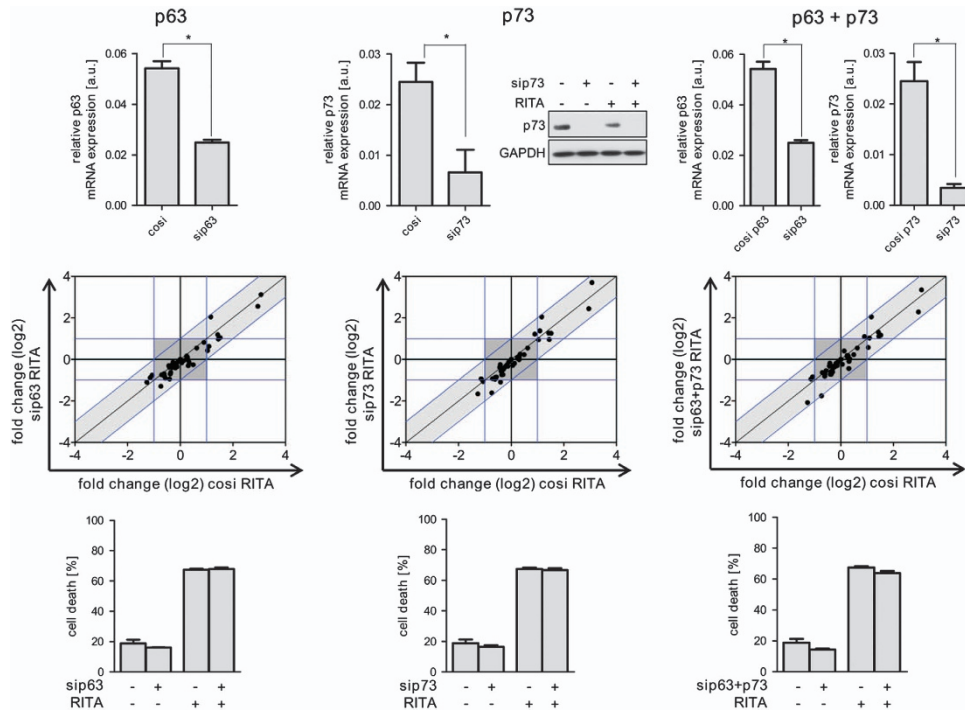 p63
p73
p63 + p73
relative p63
mRNA expression [a.u.]
0.06
0.04
0.02
0.00
*
cosi
sip63
relative p73
mRNA expression [a.u.]
0.03
0.02
0.01
0.00
*
cosi
sip73
sip73 - + - +
RITA - - + +
p73
GAPDH
relative p63
mRNA expression [a.u.]
0.06
0.04
0.02
0.00
*
cosi p63
sip63
relative p73
mRNA expression [a.u.]
0.03
0.02
0.01
0.00
*
cosi p73
sip73
fold change (log2)
sip63 RITA
4
2
0
-2
-4
-4 -2 0 2 4
fold change (log2) cosi RITA
fold change (log2)
sip73 RITA
4
2
0
-2
-4
-4 -2 0 2 4
fold change (log2) cosi RITA
fold change (log2)
sip63+p73 RITA
4
2
0
-2
-4
-4 -2 0 2 4
fold change (log2) cosi RITA
cell death [%]
100
80
60
40
20
0
sip63 - + - +
RITA - - + +
cell death [%]
100
80
60
40
20
0
sip73 - + - +
RITA - - + +
cell death [%]
100
80
60
40
20
0
sip63+p73 - + - +
RITA - - + +